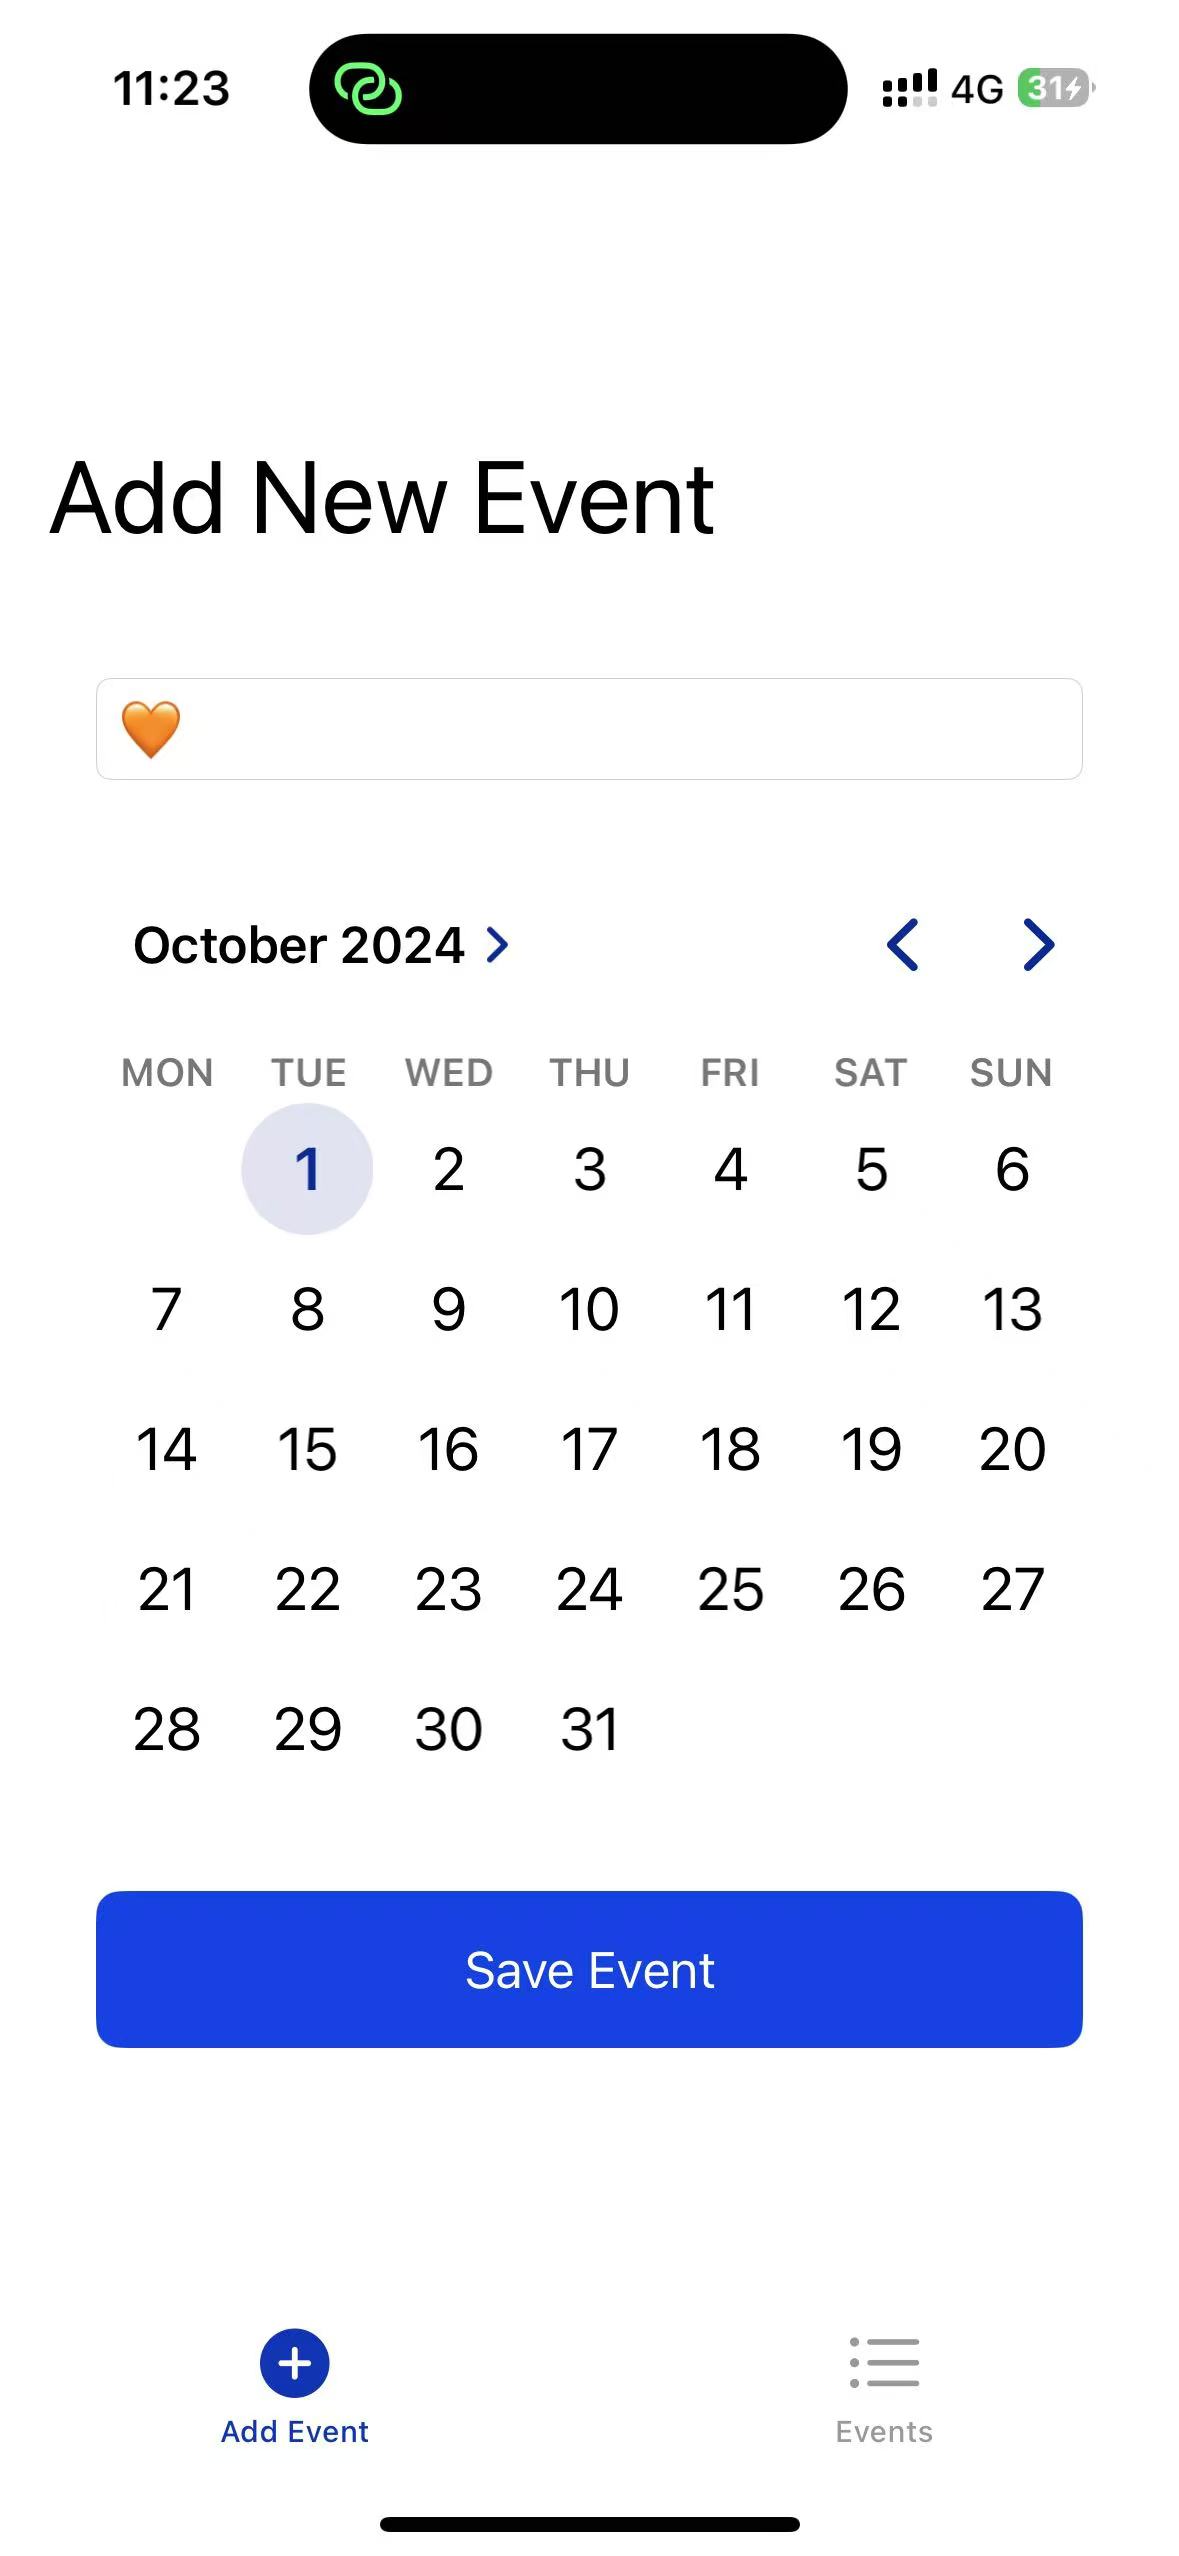 11:23 4G 31
Add New Event
🧡
October 2024
MON TUE WED THU FRI SAT SUN
1 2 3 4 5 6
7 8 9 10 11 12 13
14 15 16 17 18 19 20
21 22 23 24 25 26 27
28 29 30 31
Save Event
Add Event Events